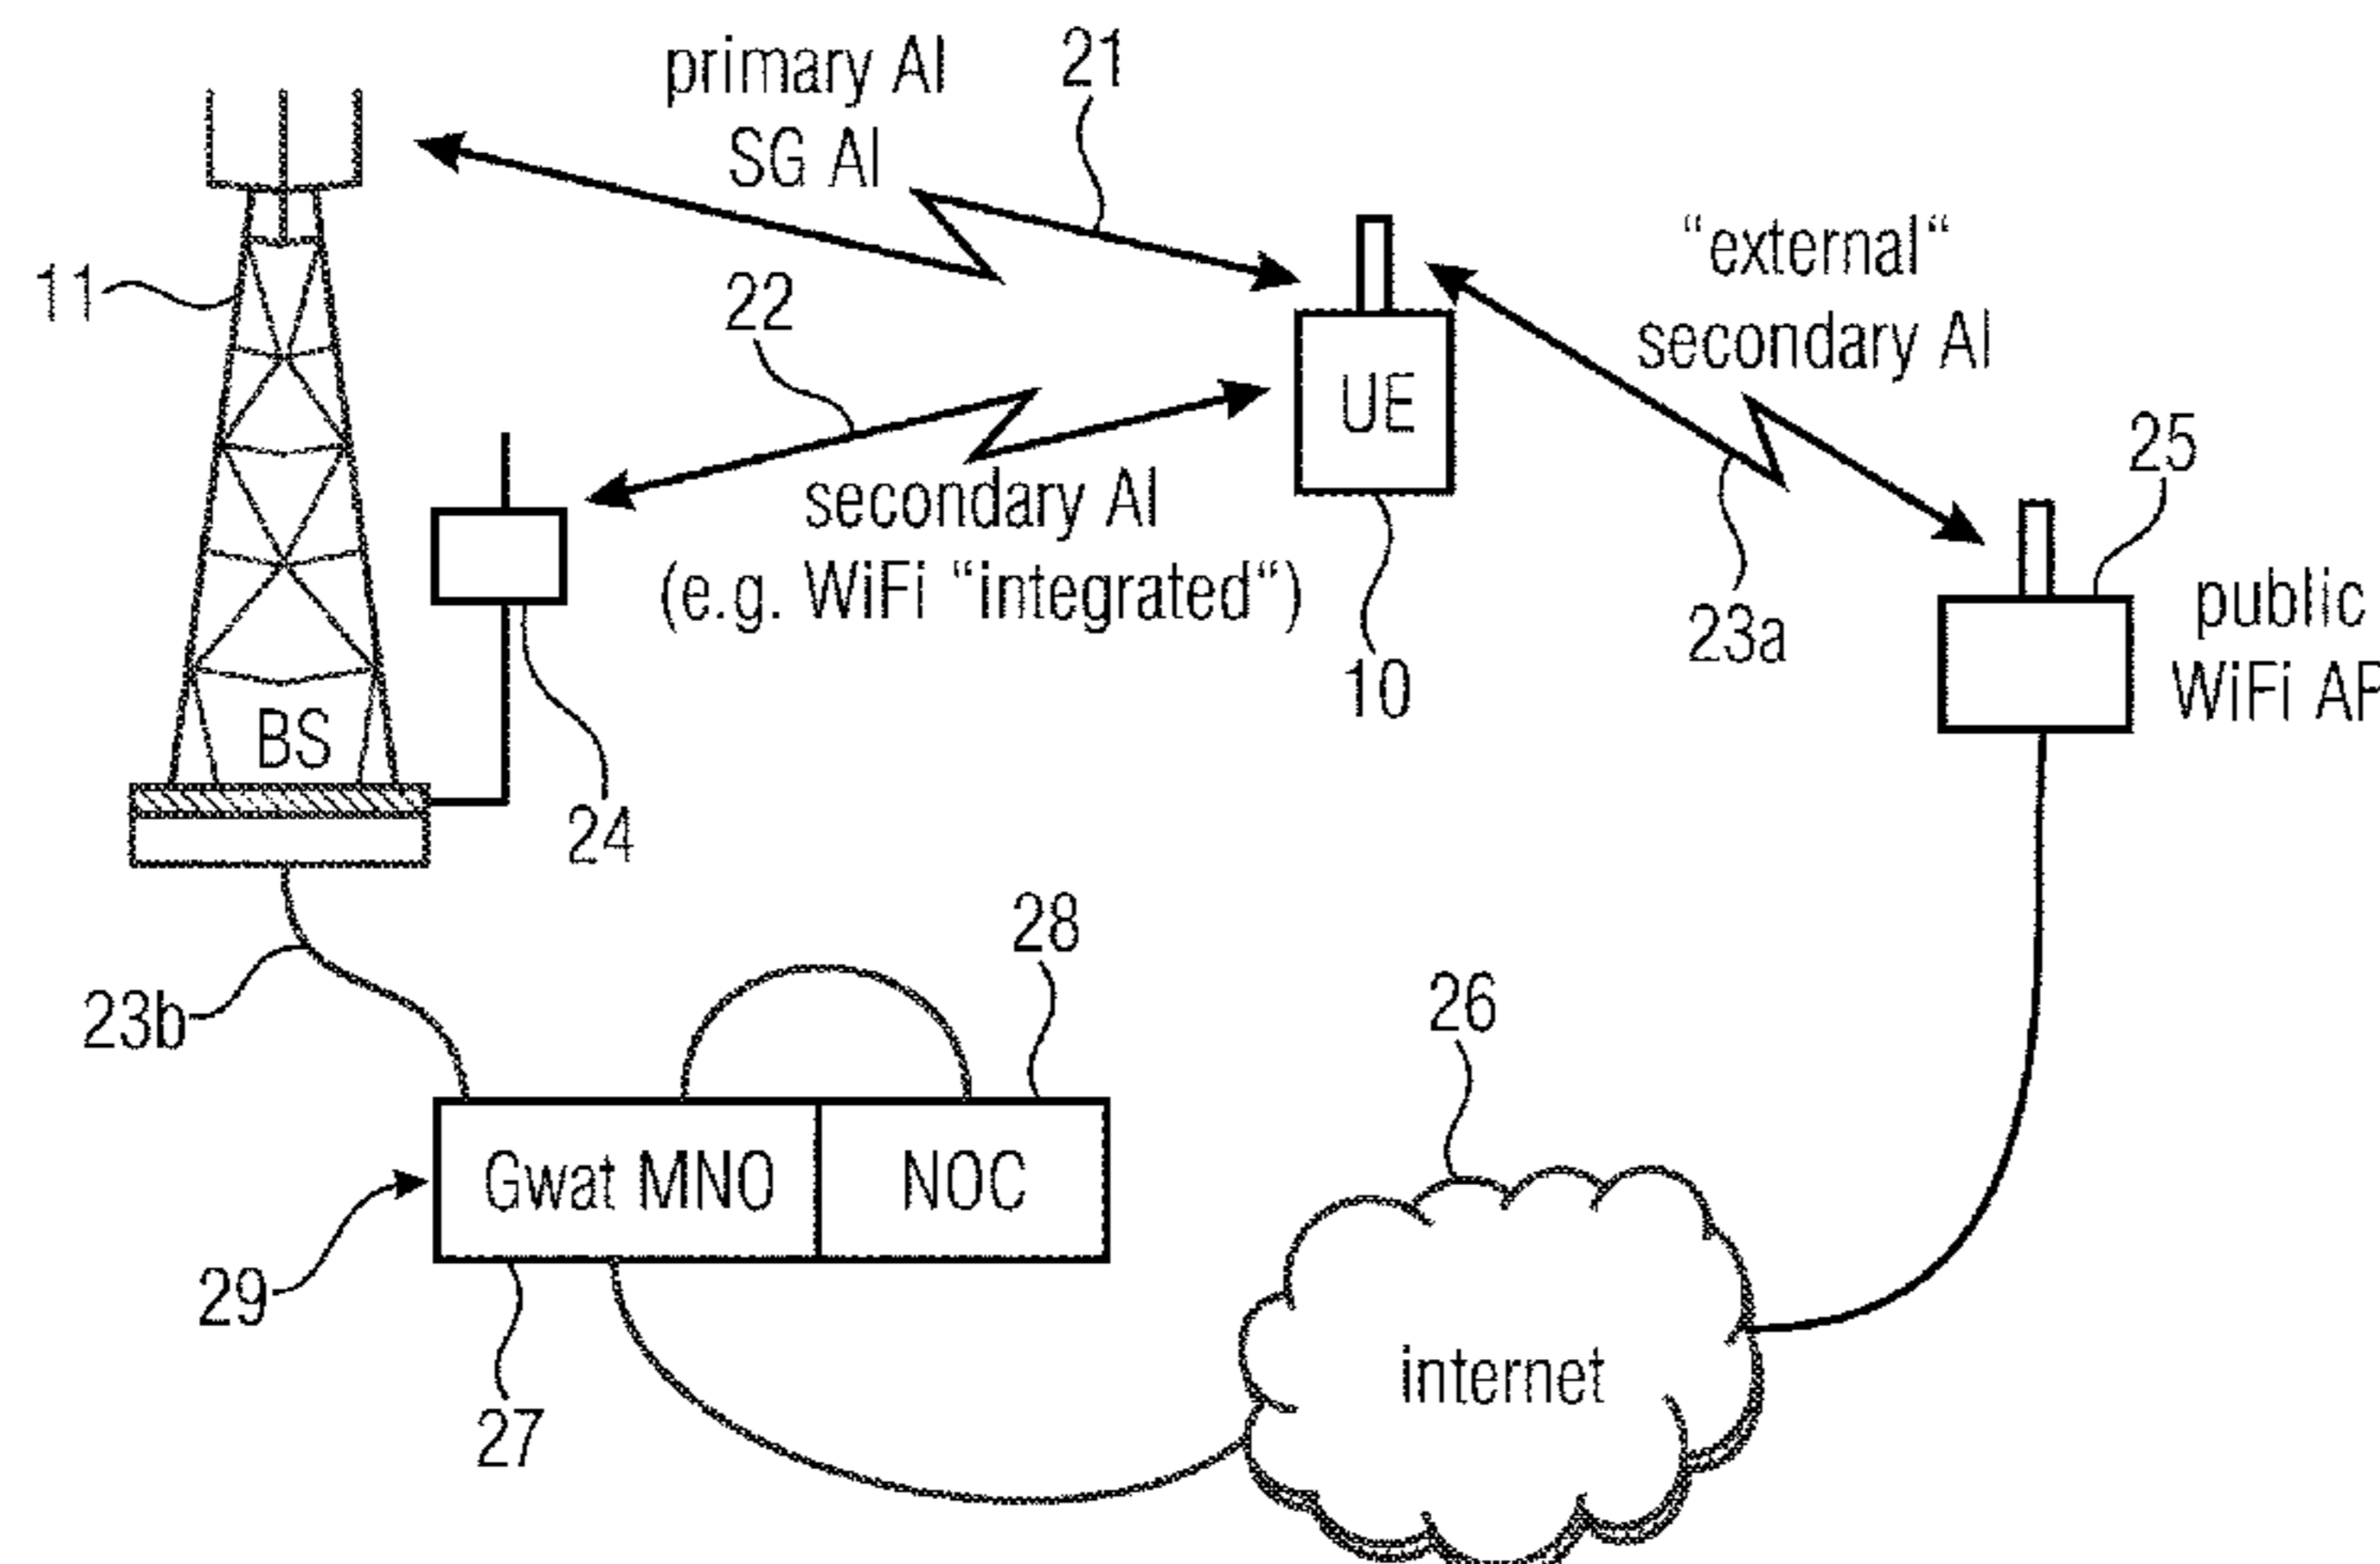 primary AI
SG AI
21
11
22
"external"
secondary AI
UE
25
secondary AI
(e.g. WiFi "integrated")
23a
public
WiFi AP
10
BS
24
28
23b
26
Gwat MNO
NOC
29
internet
27